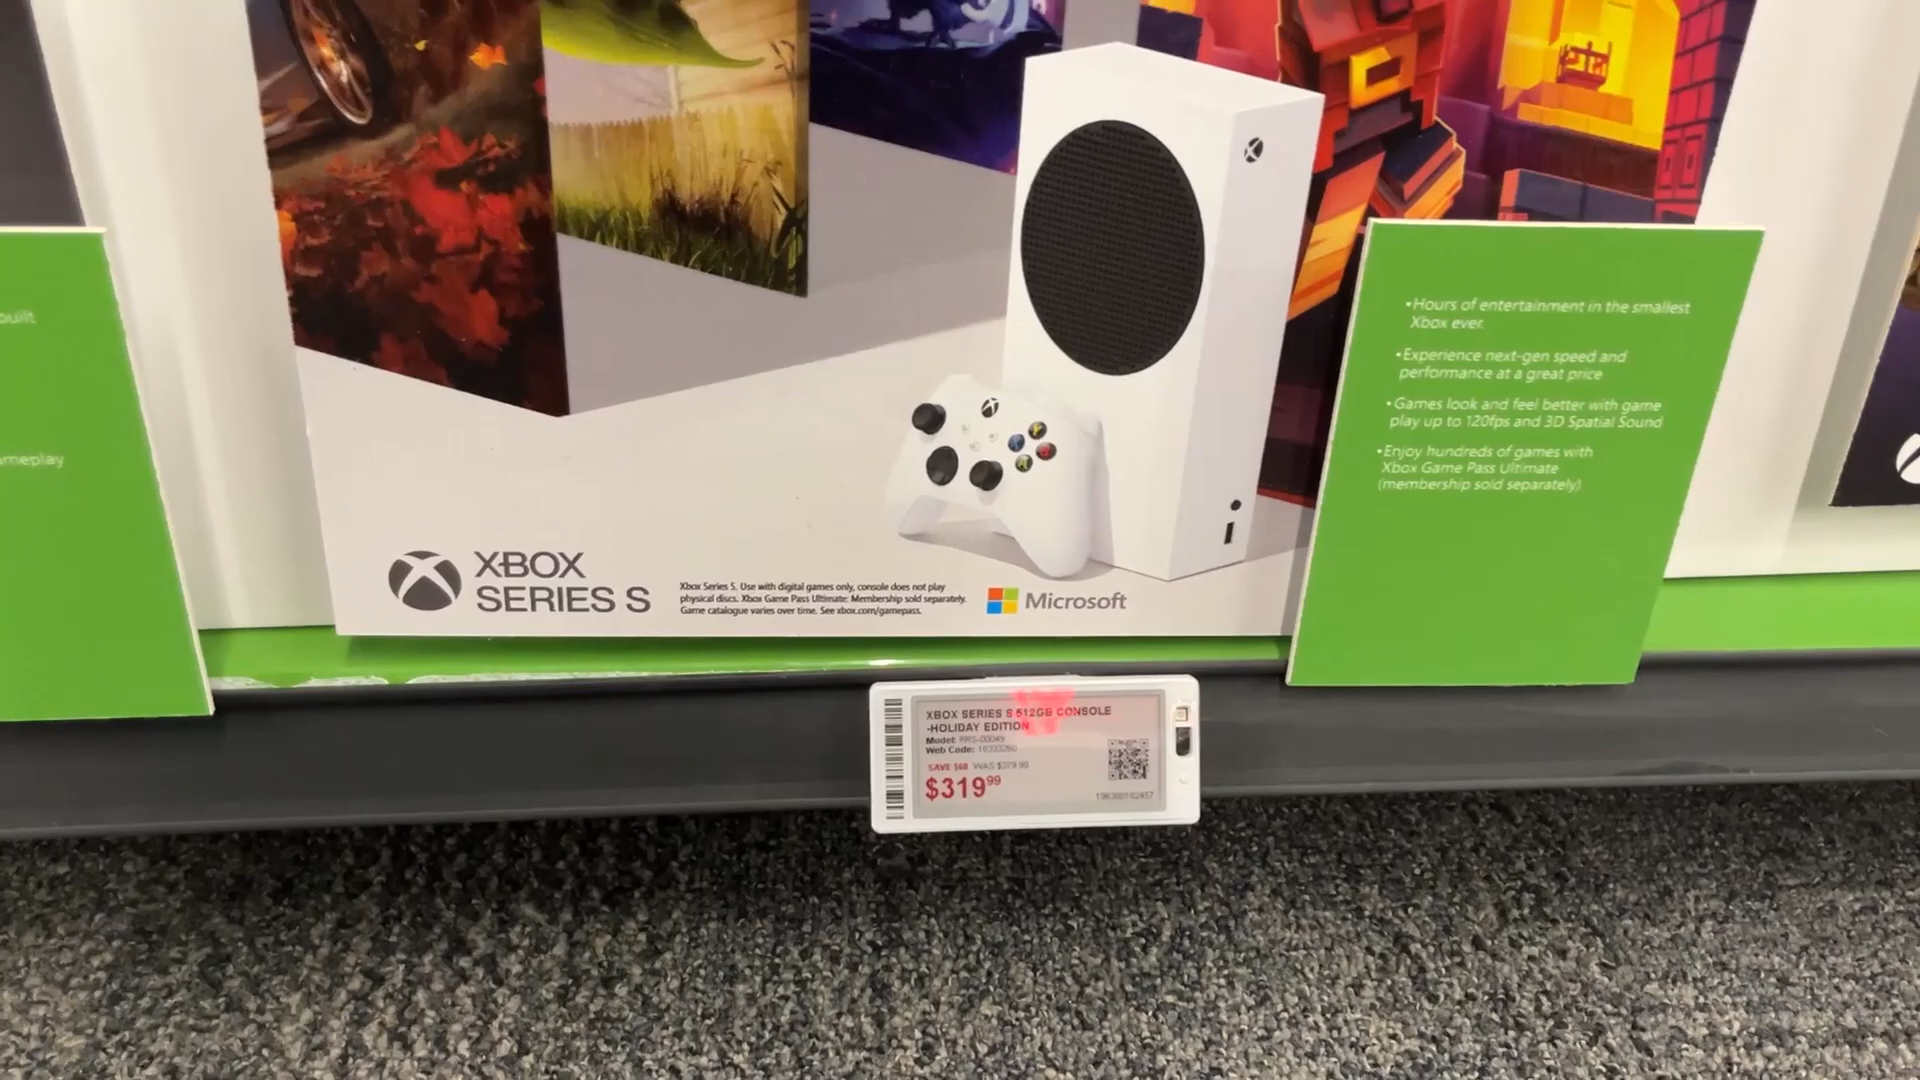 built
ameplay
XBOX
SERIES S
Xbox Series S. Use with digital games only, console does not play
physical discs. Xbox Game Pass Ultimate: Membership sold separately.
Game catalogue varies over time. See xbox.com/gamepass.
Microsoft
•Hours of entertainment in the smallest
Xbox ever.
•Experience next-gen speed and
performance at a great price
•Games look and feel better with game
play up to 120fps and 3D Spatial Sound
•Enjoy hundreds of games with
Xbox Game Pass Ultimate
(membership sold separately)
XBOX SERIES S 512GB CONSOLE
-HOLIDAY EDITION
Model: RRS-00049
Web Code:
SAVE $60 WAS $379.99
$319.99